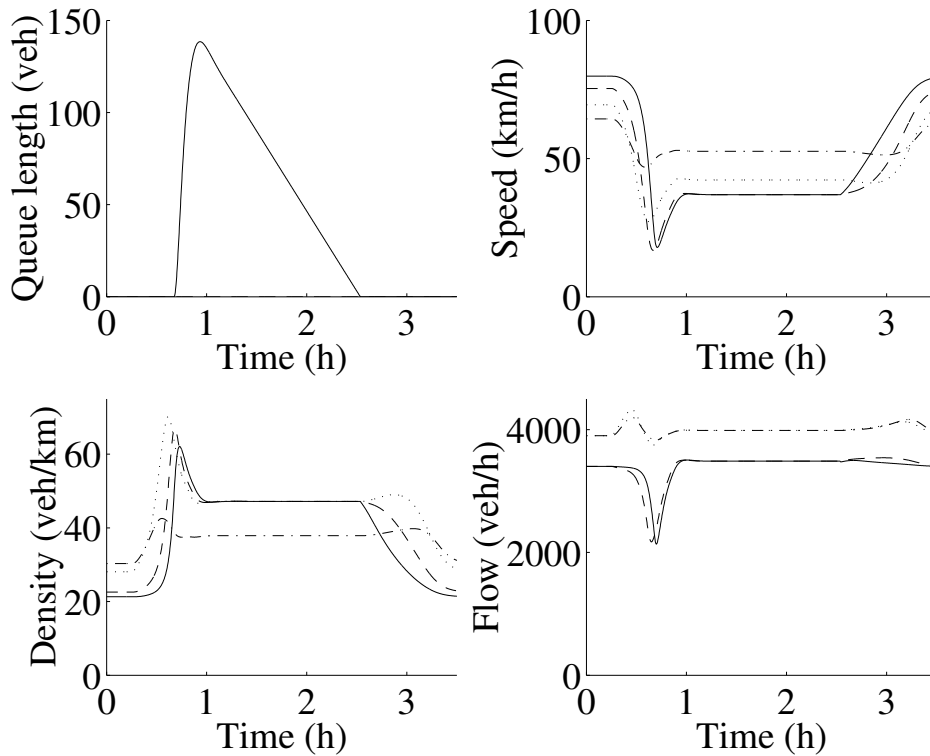 Queue length (veh)
150
100
50
0
0 1 2 3
Time (h)
Speed (km/h)
100
50
0
0 1 2 3
Time (h)
Density (veh/km)
60
40
20
0
0 1 2 3
Time (h)
Flow (veh/h)
4000
2000
0
0 1 2 3
Time (h)